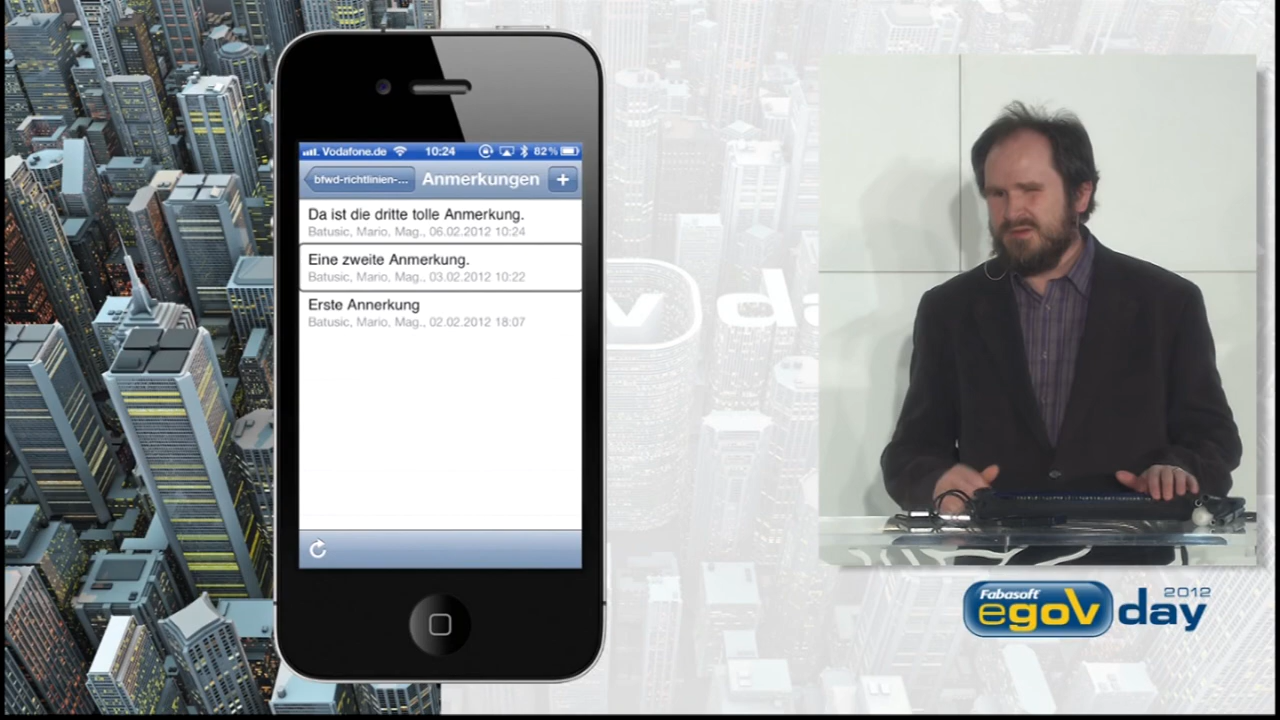 Vodafone.de 10:24 82%
bfwd-richtlinien-... Anmerkungen +
Da ist die dritte tolle Anmerkung.
Batusic, Mario, Mag., 06.02.2012 10:24
Eine zweite Anmerkung.
Batusic, Mario, Mag., 03.02.2012 10:22
Erste Annerkung
Batusic, Mario, Mag., 02.02.2012 18:07
v da
Fabasoft
egov day 2012